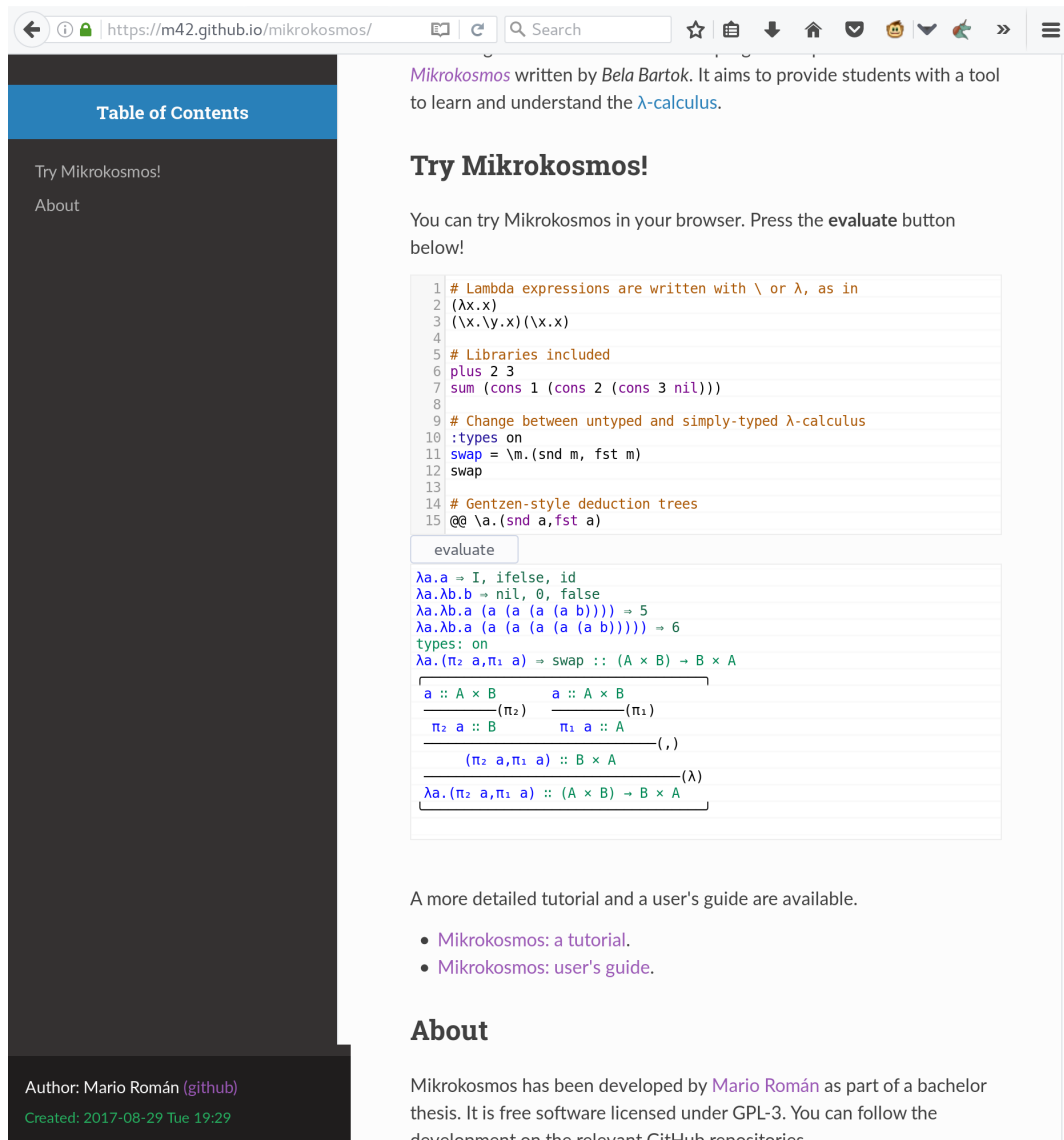 https://m42.github.io/mikrokosmos/
Search
Table of Contents
Try Mikrokosmos!
About
Author: Mario Román (github)
Created: 2017-08-29 Tue 19:29
Mikrokosmos written by Bela Bartok. It aims to provide students with a tool
to learn and understand the λ-calculus.
Try Mikrokosmos!
You can try Mikrokosmos in your browser. Press the evaluate button
below!
1 # Lambda expressions are written with \ or λ, as in
2 (λx.x)
3 (\x.\y.x)(\x.x)
4
5 # Libraries included
6 plus 2 3
7 sum (cons 1 (cons 2 (cons 3 nil)))
8
9 # Change between untyped and simply-typed λ-calculus
10 :types on
11 swap = \m.(snd m, fst m)
12 swap
13
14 # Gentzen-style deduction trees
15 @@ \a.(snd a,fst a)
evaluate
λa.a ⇒ I, ifelse, id
λa.λb.b ⇒ nil, 0, false
λa.λb.a (a (a (a (a b)))) ⇒ 5
λa.λb.a (a (a (a (a (a b))))) ⇒ 6
types: on
λa.(π₂ a,π₁ a) ⇒ swap :: (A × B) → B × A
a :: A × B a :: A × B
(π₂) (π₁)
π₂ a :: B π₁ a :: A
(,)
(π₂ a,π₁ a) :: B × A
(λ)
λa.(π₂ a,π₁ a) :: (A × B) → B × A
A more detailed tutorial and a user's guide are available.
• Mikrokosmos: a tutorial.
• Mikrokosmos: user's guide.
About
Mikrokosmos has been developed by Mario Román as part of a bachelor
thesis. It is free software licensed under GPL-3. You can follow the
development on the relevant GitHub repositories